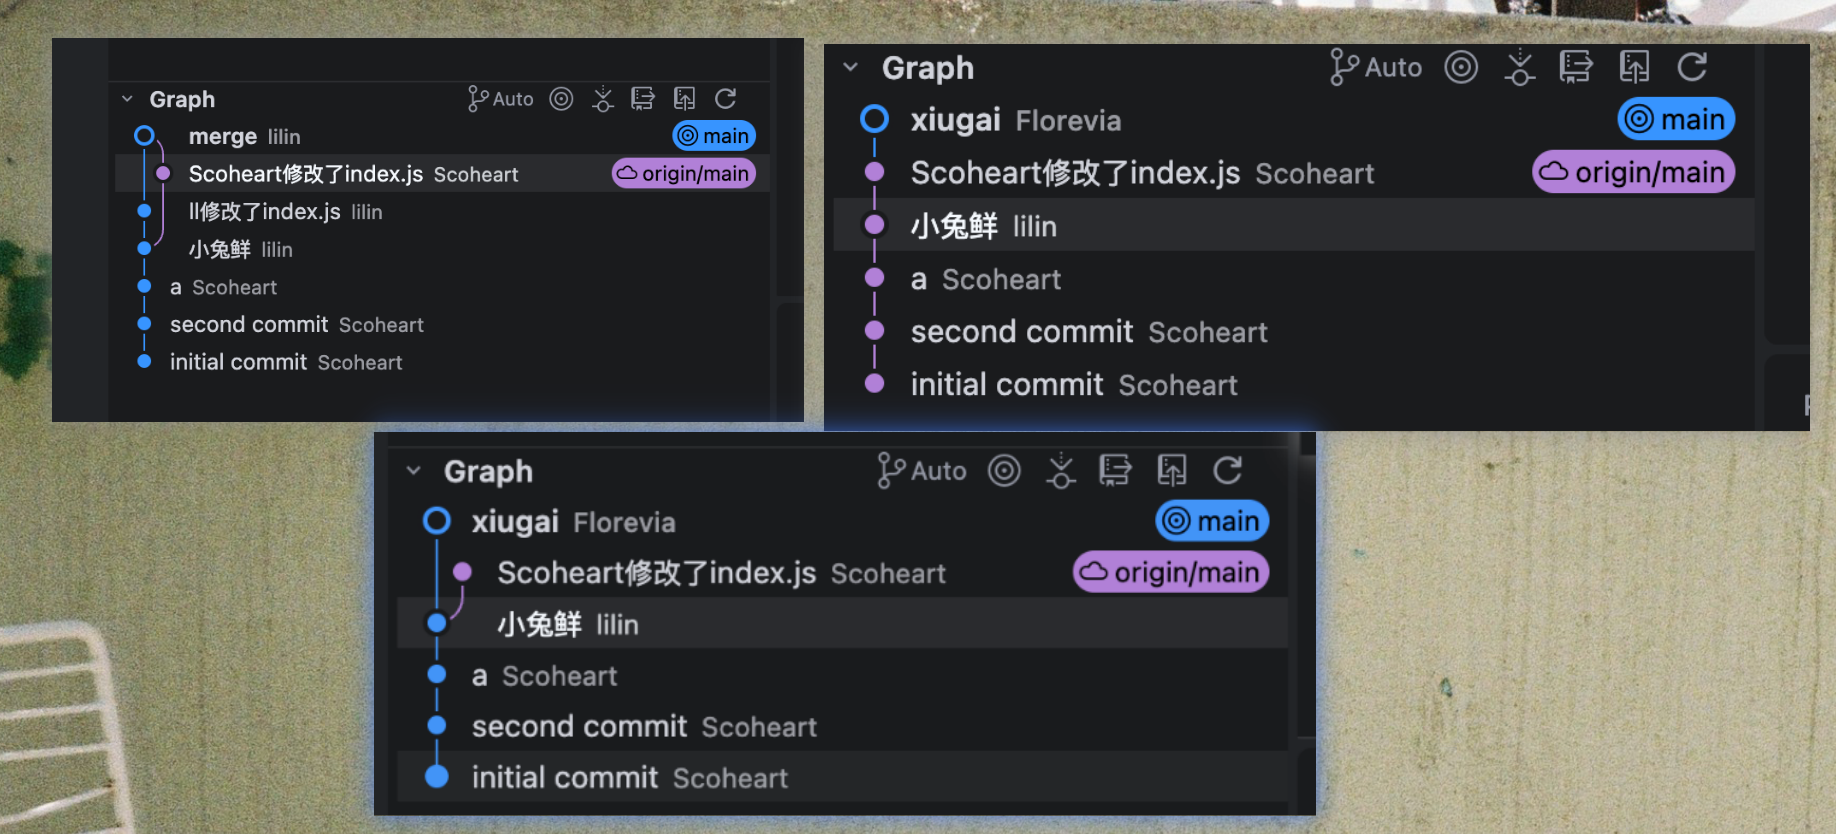 Graph Auto
merge lilin main
Scoheart修改了index.js Scoheart origin/main
ll修改了index.js lilin
小兔鲜 lilin
a Scoheart
second commit Scoheart
initial commit Scoheart
Graph Auto
xiugai Florevia main
Scoheart修改了index.js Scoheart origin/main
小兔鲜 lilin
a Scoheart
second commit Scoheart
initial commit Scoheart
Graph Auto
xiugai Florevia main
Scoheart修改了index.js Scoheart origin/main
小兔鲜 lilin
a Scoheart
second commit Scoheart
initial commit Scoheart